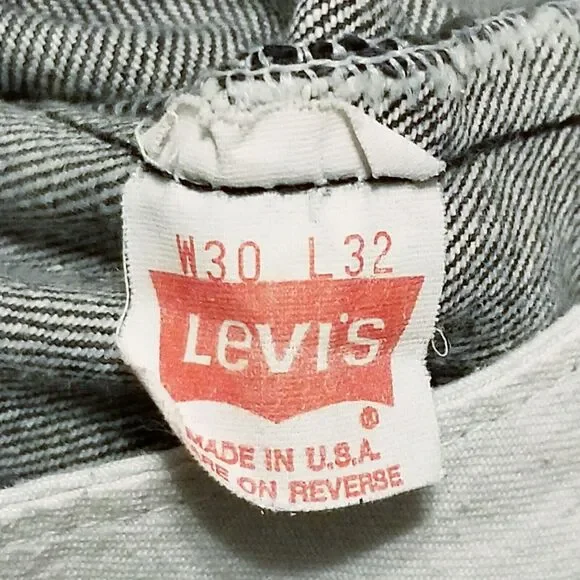 W30 L32
Levi's
®
MADE IN U.S.A.
ON REVERSE